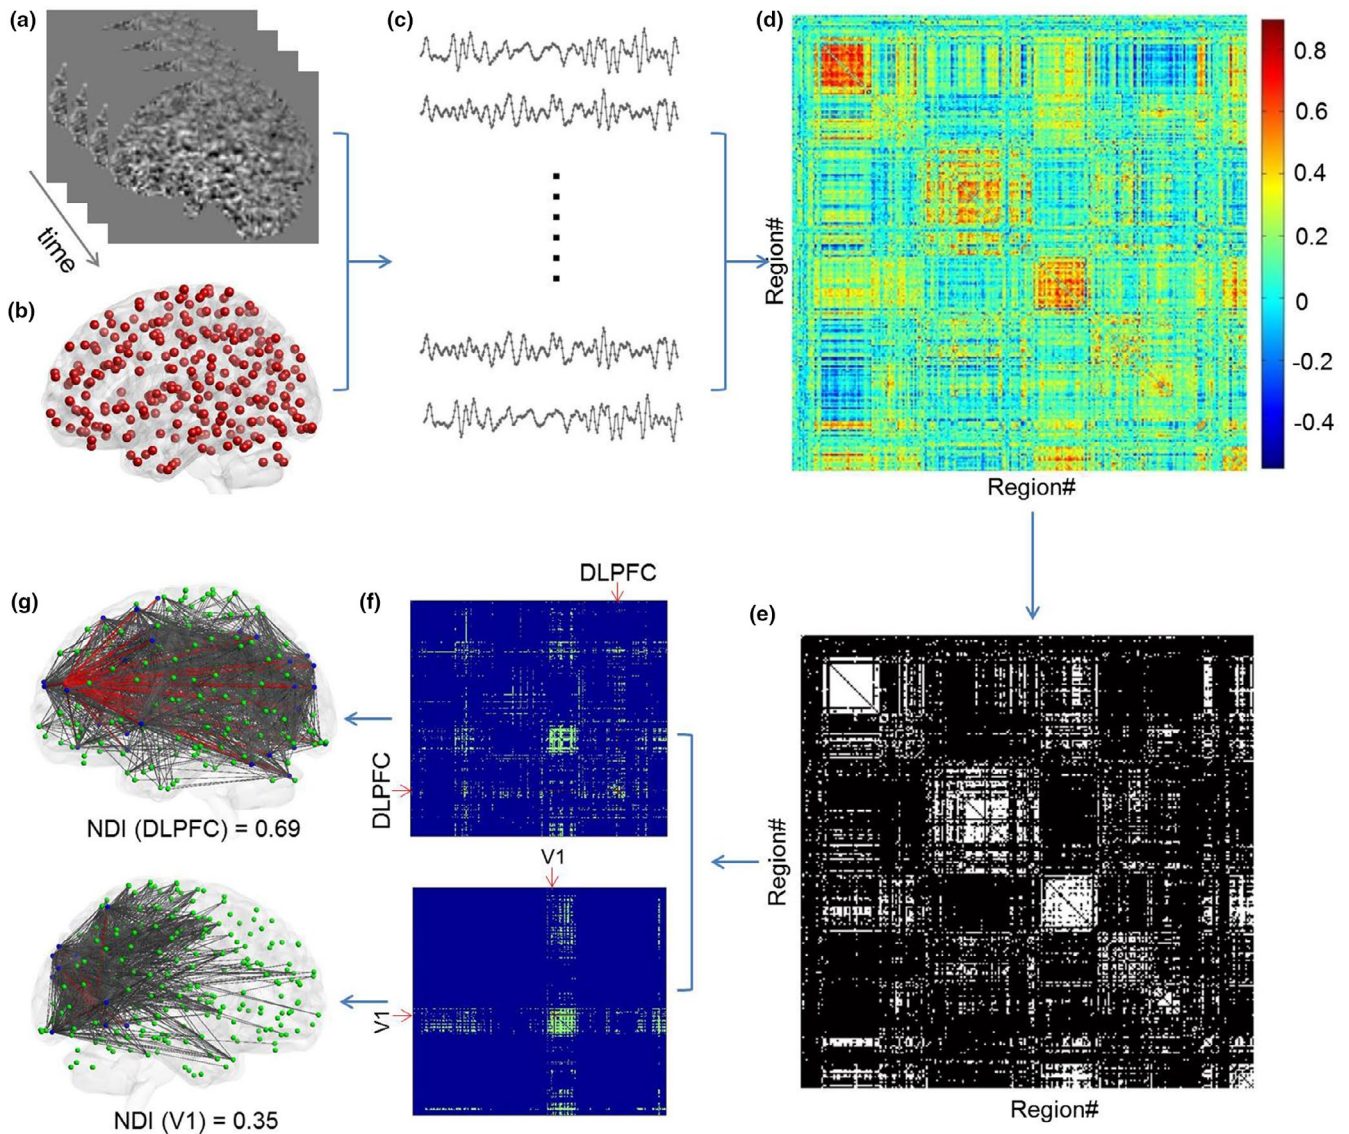 (a)
time
(b)
(c)
(d)
Region#
Region#
0.8
0.6
0.4
0.2
0
-0.2
-0.4
(e)
Region#
Region#
(f)
DLPFC
DLPFC
V1
V1
(g)
NDI (DLPFC) = 0.69
NDI (V1) = 0.35